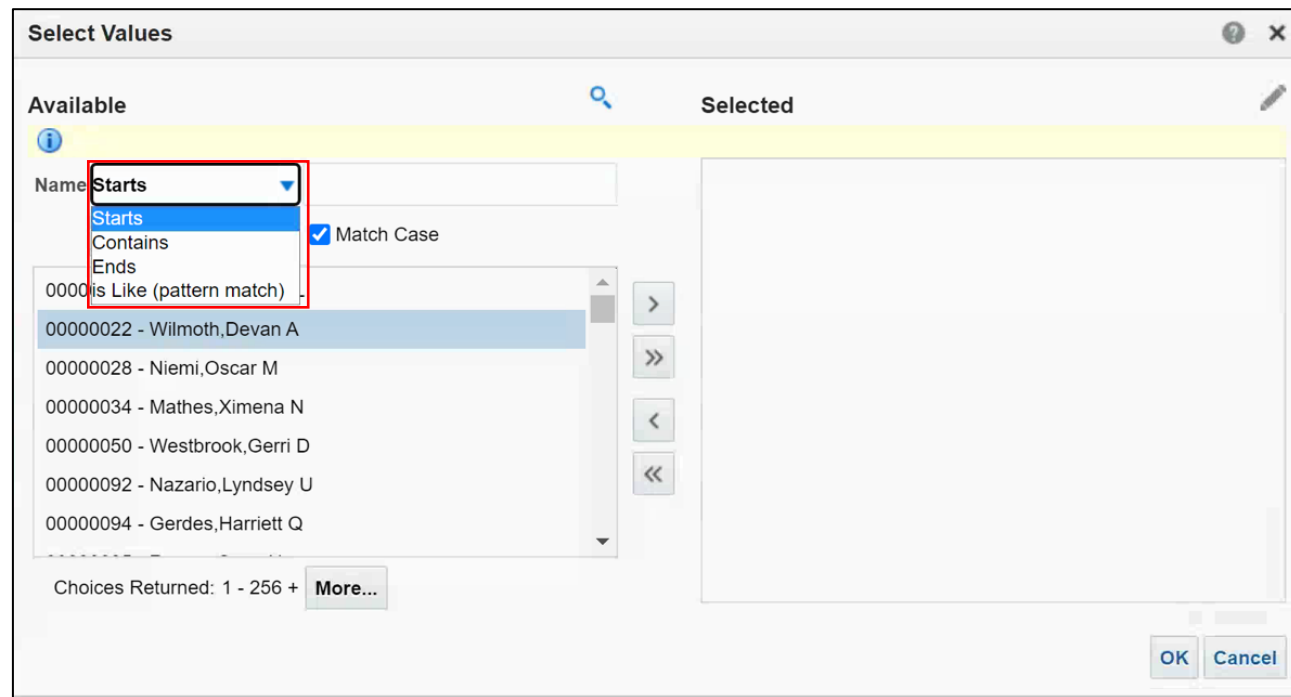 Select Values
Available
Selected
Name Starts
Starts
Contains
Ends
is Like (pattern match)
Match Case
0000
00000022 - Wilmoth,Devan A
00000028 - Niemi,Oscar M
00000034 - Mathes,Ximena N
00000050 - Westbrook,Gerri D
00000092 - Nazario,Lyndsey U
00000094 - Gerdes,Harriett Q
Choices Returned: 1 - 256 + More...
OK Cancel